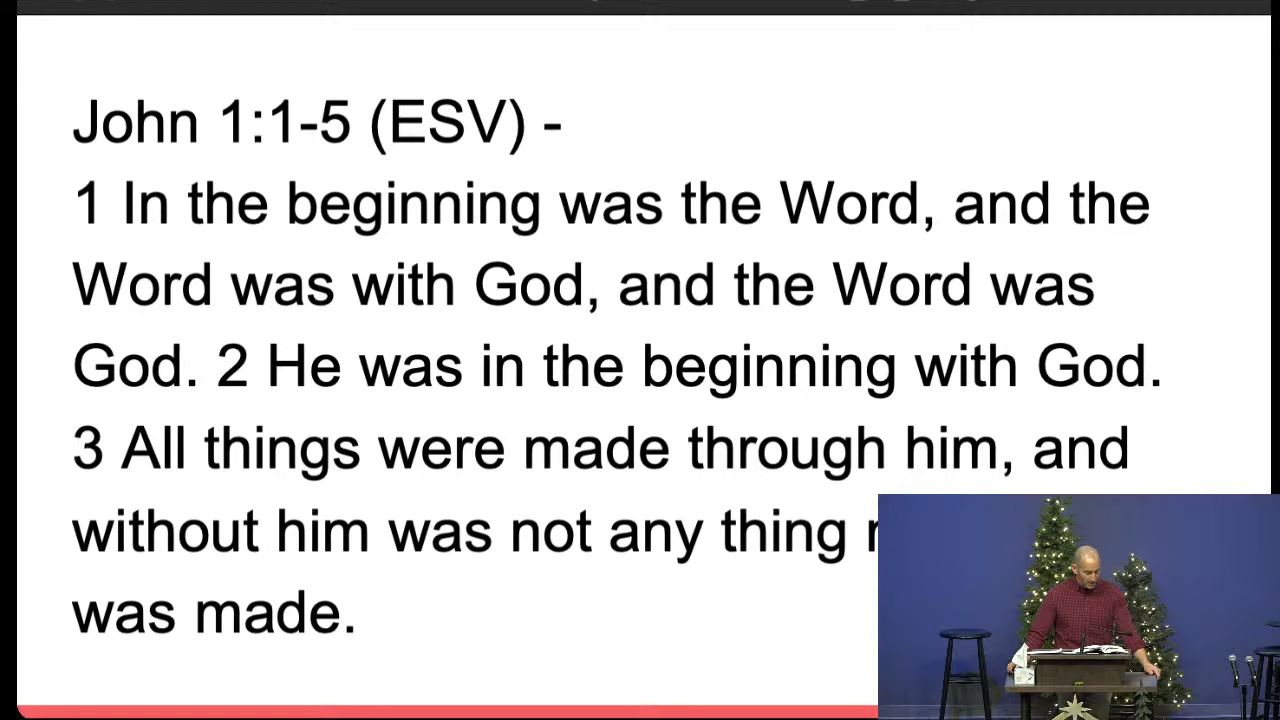 John 1:1-5 (ESV) -
1 In the beginning was the Word, and the
Word was with God, and the Word was
God. 2 He was in the beginning with God.
3 All things were made through him, and
without him was not any thing
was made.